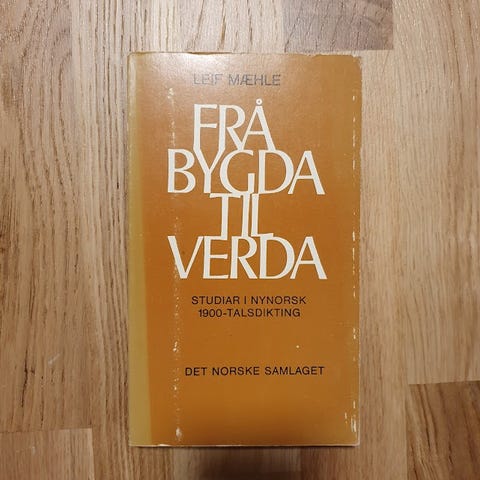 LEIF MÆHLE
FRÅ
BYGDA
TIL
VERDA
STUDIAR I NYNORSK
1900-TALSDIKTING
DET NORSKE SAMLAGET